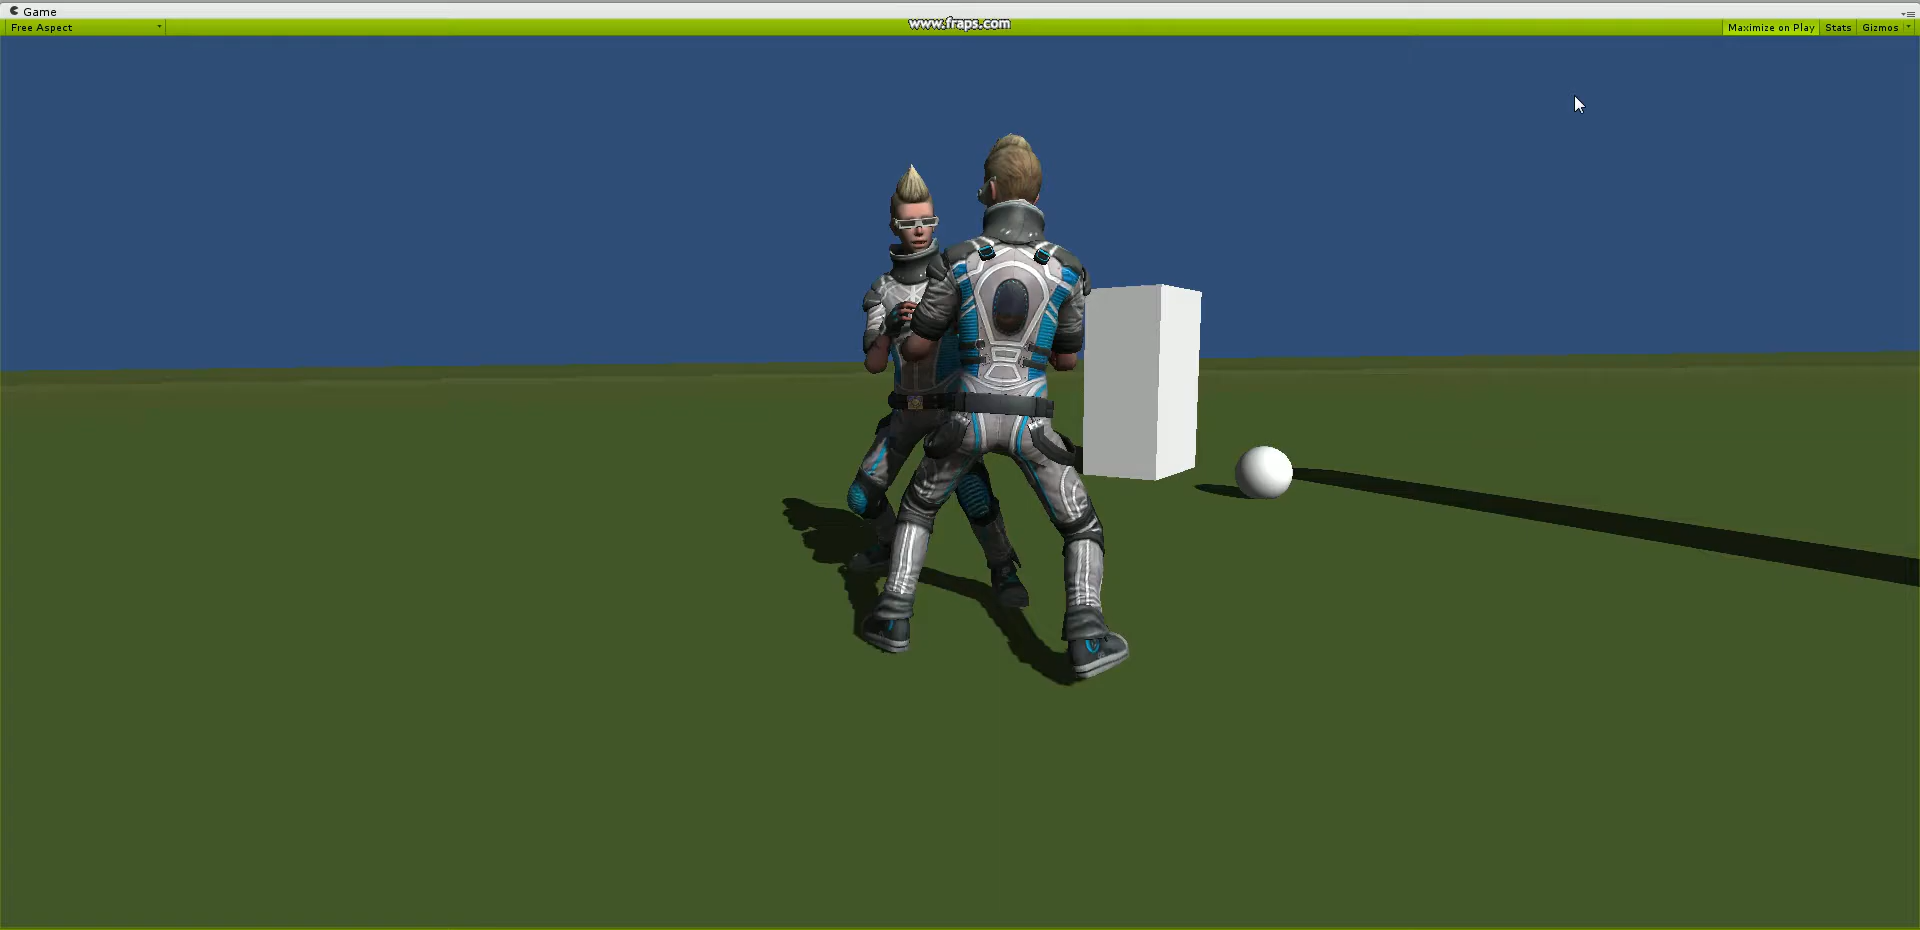 Game
Free Aspect
www.fraps.com
Maximize on Play
Stats
Gizmos